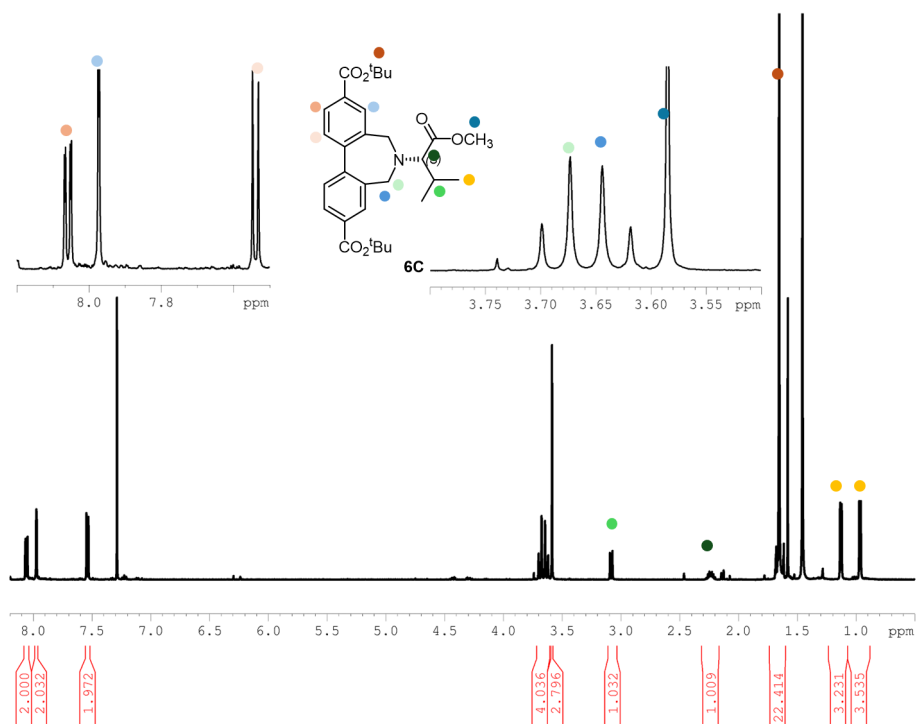 CO₂ᵗBu
O
OCH₃
N
S)
CO₂ᵗBu
6C
8.0 7.8 ppm
3.75 3.70 3.65 3.60 3.55 ppm
8.0 7.5 7.0 6.5 6.0 5.5 5.0 4.5 4.0 3.5 3.0 2.5 2.0 1.5 1.0 ppm
2.000 2.032 1.972 4.036 2.796 1.032 1.009 22.414 3.231 3.535